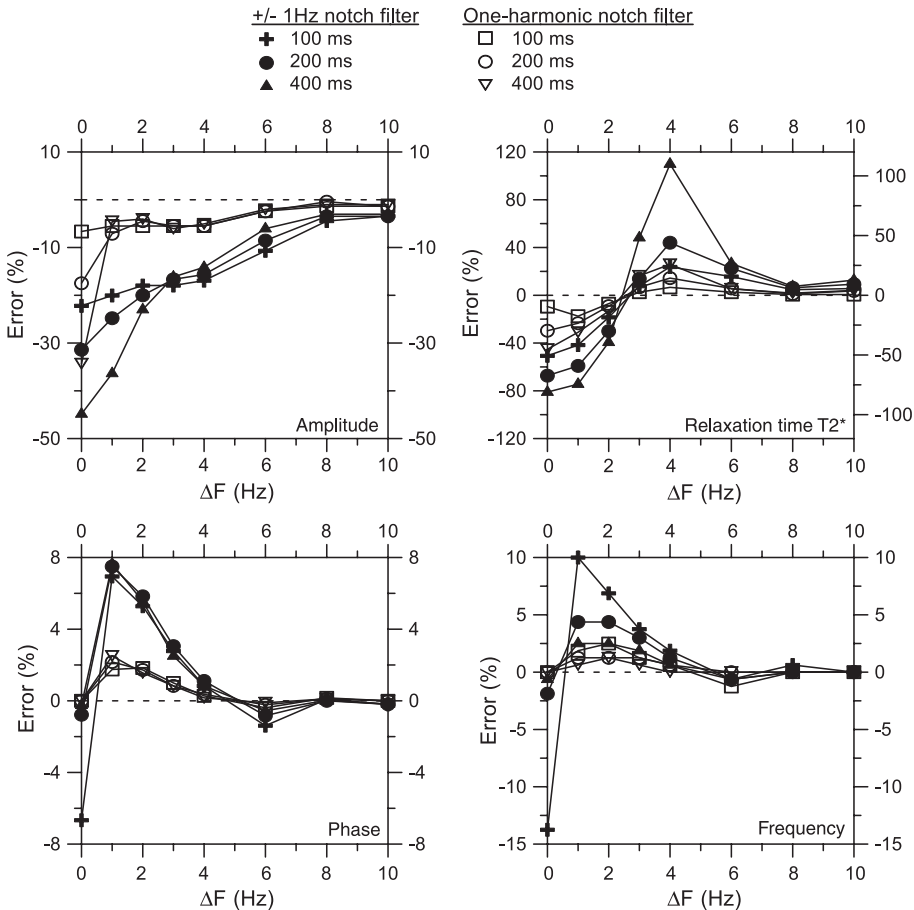 +/- 1Hz notch filter One-harmonic notch filter
100 ms 100 ms
200 ms 200 ms
400 ms 400 ms
0 2 4 6 8 10
10 10
-10 -10
-30 -30
-50 -50
Error (%)
Amplitude
0 2 4 6 8 10
ΔF (Hz)
0 2 4 6 8 10
120
80
40
0
-40
-80
-120
100
50
0
-50
-100
Error (%)
Relaxation time T2*
0 2 4 6 8 10
ΔF (Hz)
0 2 4 6 8 10
8 8
4 4
0 0
-4 -4
-8 -8
Error (%)
Phase
0 2 4 6 8 10
ΔF (Hz)
0 2 4 6 8 10
10 10
5 5
0 0
-5 -5
-10 -10
-15 -15
Error (%)
Frequency
0 2 4 6 8 10
ΔF (Hz)